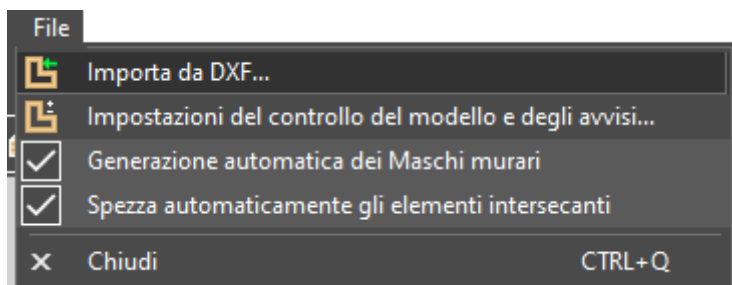 File
Importa da DXF...
Impostazioni del controllo del modello e degli avvisi...
Generazione automatica dei Maschi murari
Spezza automaticamente gli elementi intersecanti
Chiudi CTRL+Q